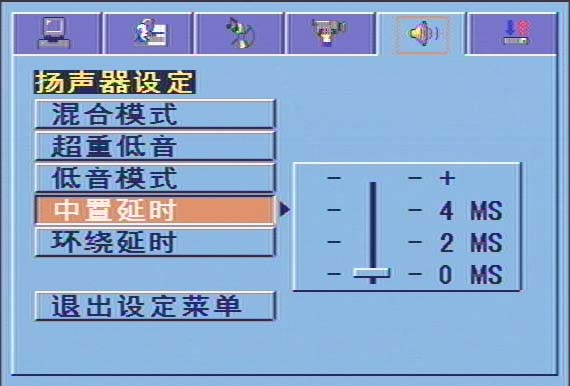 扬声器设定
混合模式
超重低音
低音模式
中置延时
环绕延时
退出设定菜单
- - +
- - 4 MS
- - 2 MS
- - 0 MS